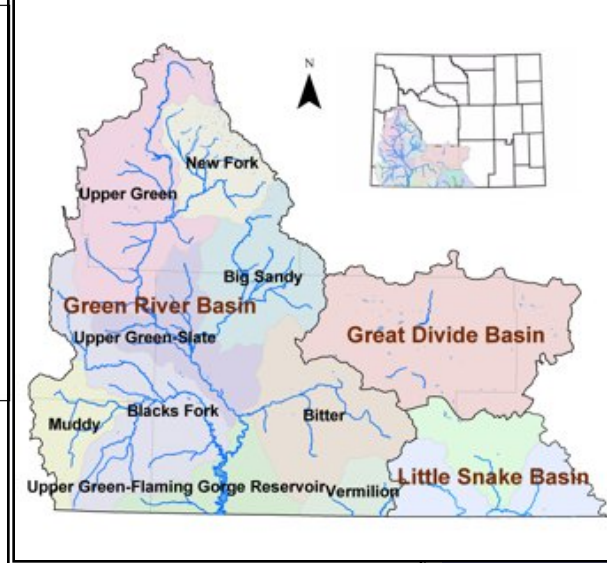 N
New Fork
Upper Green
Big Sandy
Green River Basin
Great Divide Basin
Upper Green-Slate
Blacks Fork
Bitter
Muddy
Little Snake Basin
Upper Green-Flaming Gorge Reservoir
Vermilion